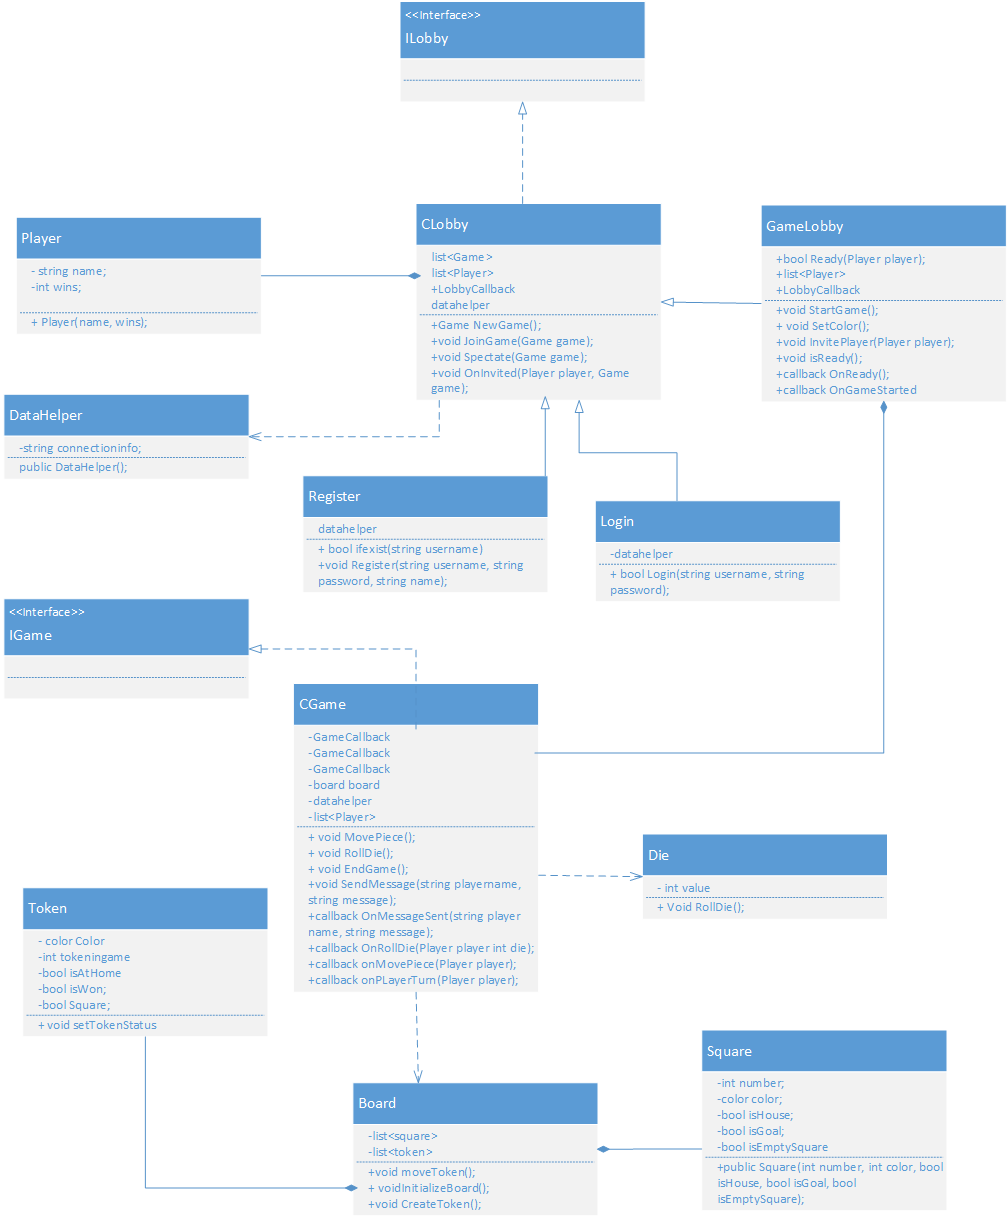 <<Interface>>
ILobby
Player
- string name;
-int wins;
+ Player(name, wins);
CLobby
list<Game>
list<Player>
+LobbyCallback
datahelper
+Game NewGame();
+void JoinGame(Game game);
+void Spectate(Game game);
+void OnInvited(Player player, Game
game);
GameLobby
+bool Ready(Player player);
+list<Player>
+LobbyCallback
+void StartGame();
+ void SetColor();
+void InvitePlayer(Player player);
+void isReady();
+callback OnReady();
+callback OnGameStarted
DataHelper
-string connectioninfo;
public DataHelper();
Register
datahelper
+ bool ifexist(string username)
+void Register(string username, string
password, string name);
Login
-datahelper
+ bool Login(string username, string
password);
<<Interface>>
IGame
CGame
-GameCallback
-GameCallback
-GameCallback
-board board
-datahelper
-list<Player>
+ void MovePiece();
+ void RollDie();
+ void EndGame();
+void SendMessage(string playername,
string message);
+callback OnMessageSent(string player
name, string message);
+callback OnRollDie(Player player int die);
+callback onMovePiece(Player player);
+callback onPLayerTurn(Player player);
Die
- int value
+ Void RollDie();
Token
- color Color
-int tokeningame
-bool isAtHome
-bool isWon;
-bool Square;
+ void setTokenStatus
Board
-list<square>
-list<token>
+void moveToken();
+ voidInitializeBoard();
+void CreateToken();
Square
-int number;
-color color;
-bool isHouse;
-bool isGoal;
-bool isEmptySquare
+public Square(int number, int color, bool
isHouse, bool isGoal, bool
isEmptySquare);